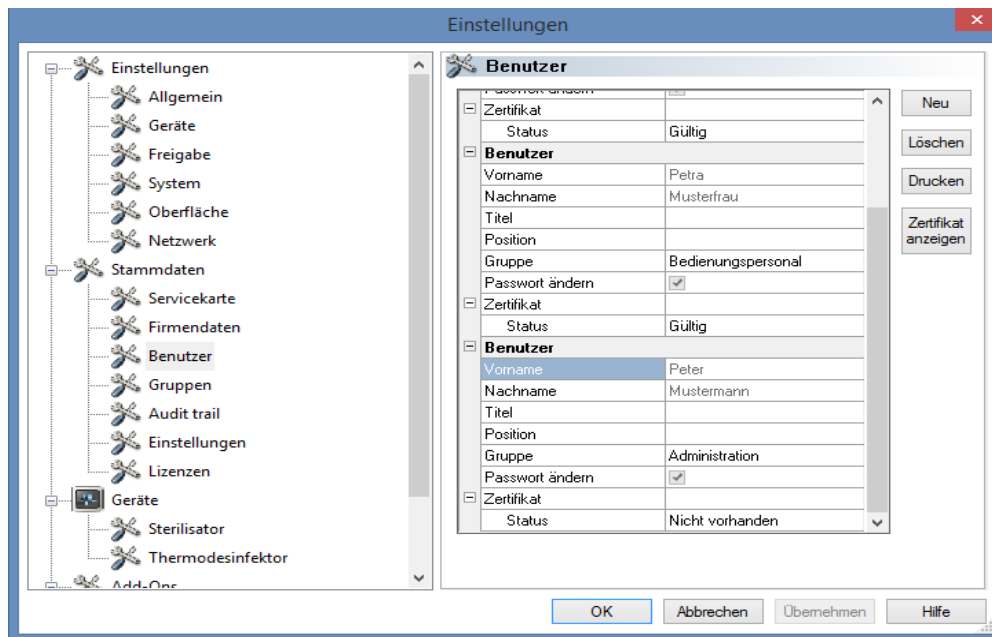 Einstellungen
Einstellungen
Allgemein
Geräte
Freigabe
System
Oberfläche
Netzwerk
Stammdaten
Servicekarte
Firmendaten
Benutzer
Gruppen
Audit trail
Einstellungen
Lizenzen
Geräte
Sterilisator
Thermodesinfektor
Add-Ons
Benutzer
Passwort ändern
Zertifikat
Status Gültig
Benutzer
Vorname Petra
Nachname Musterfrau
Titel
Position
Gruppe Bedienungspersonal
Passwort ändern
Zertifikat
Status Gültig
Benutzer
Vorname Peter
Nachname Mustermann
Titel
Position
Gruppe Administration
Passwort ändern
Zertifikat
Status Nicht vorhanden
Neu
Löschen
Drucken
Zertifikat
anzeigen
OK Abbrechen Übernehmen Hilfe